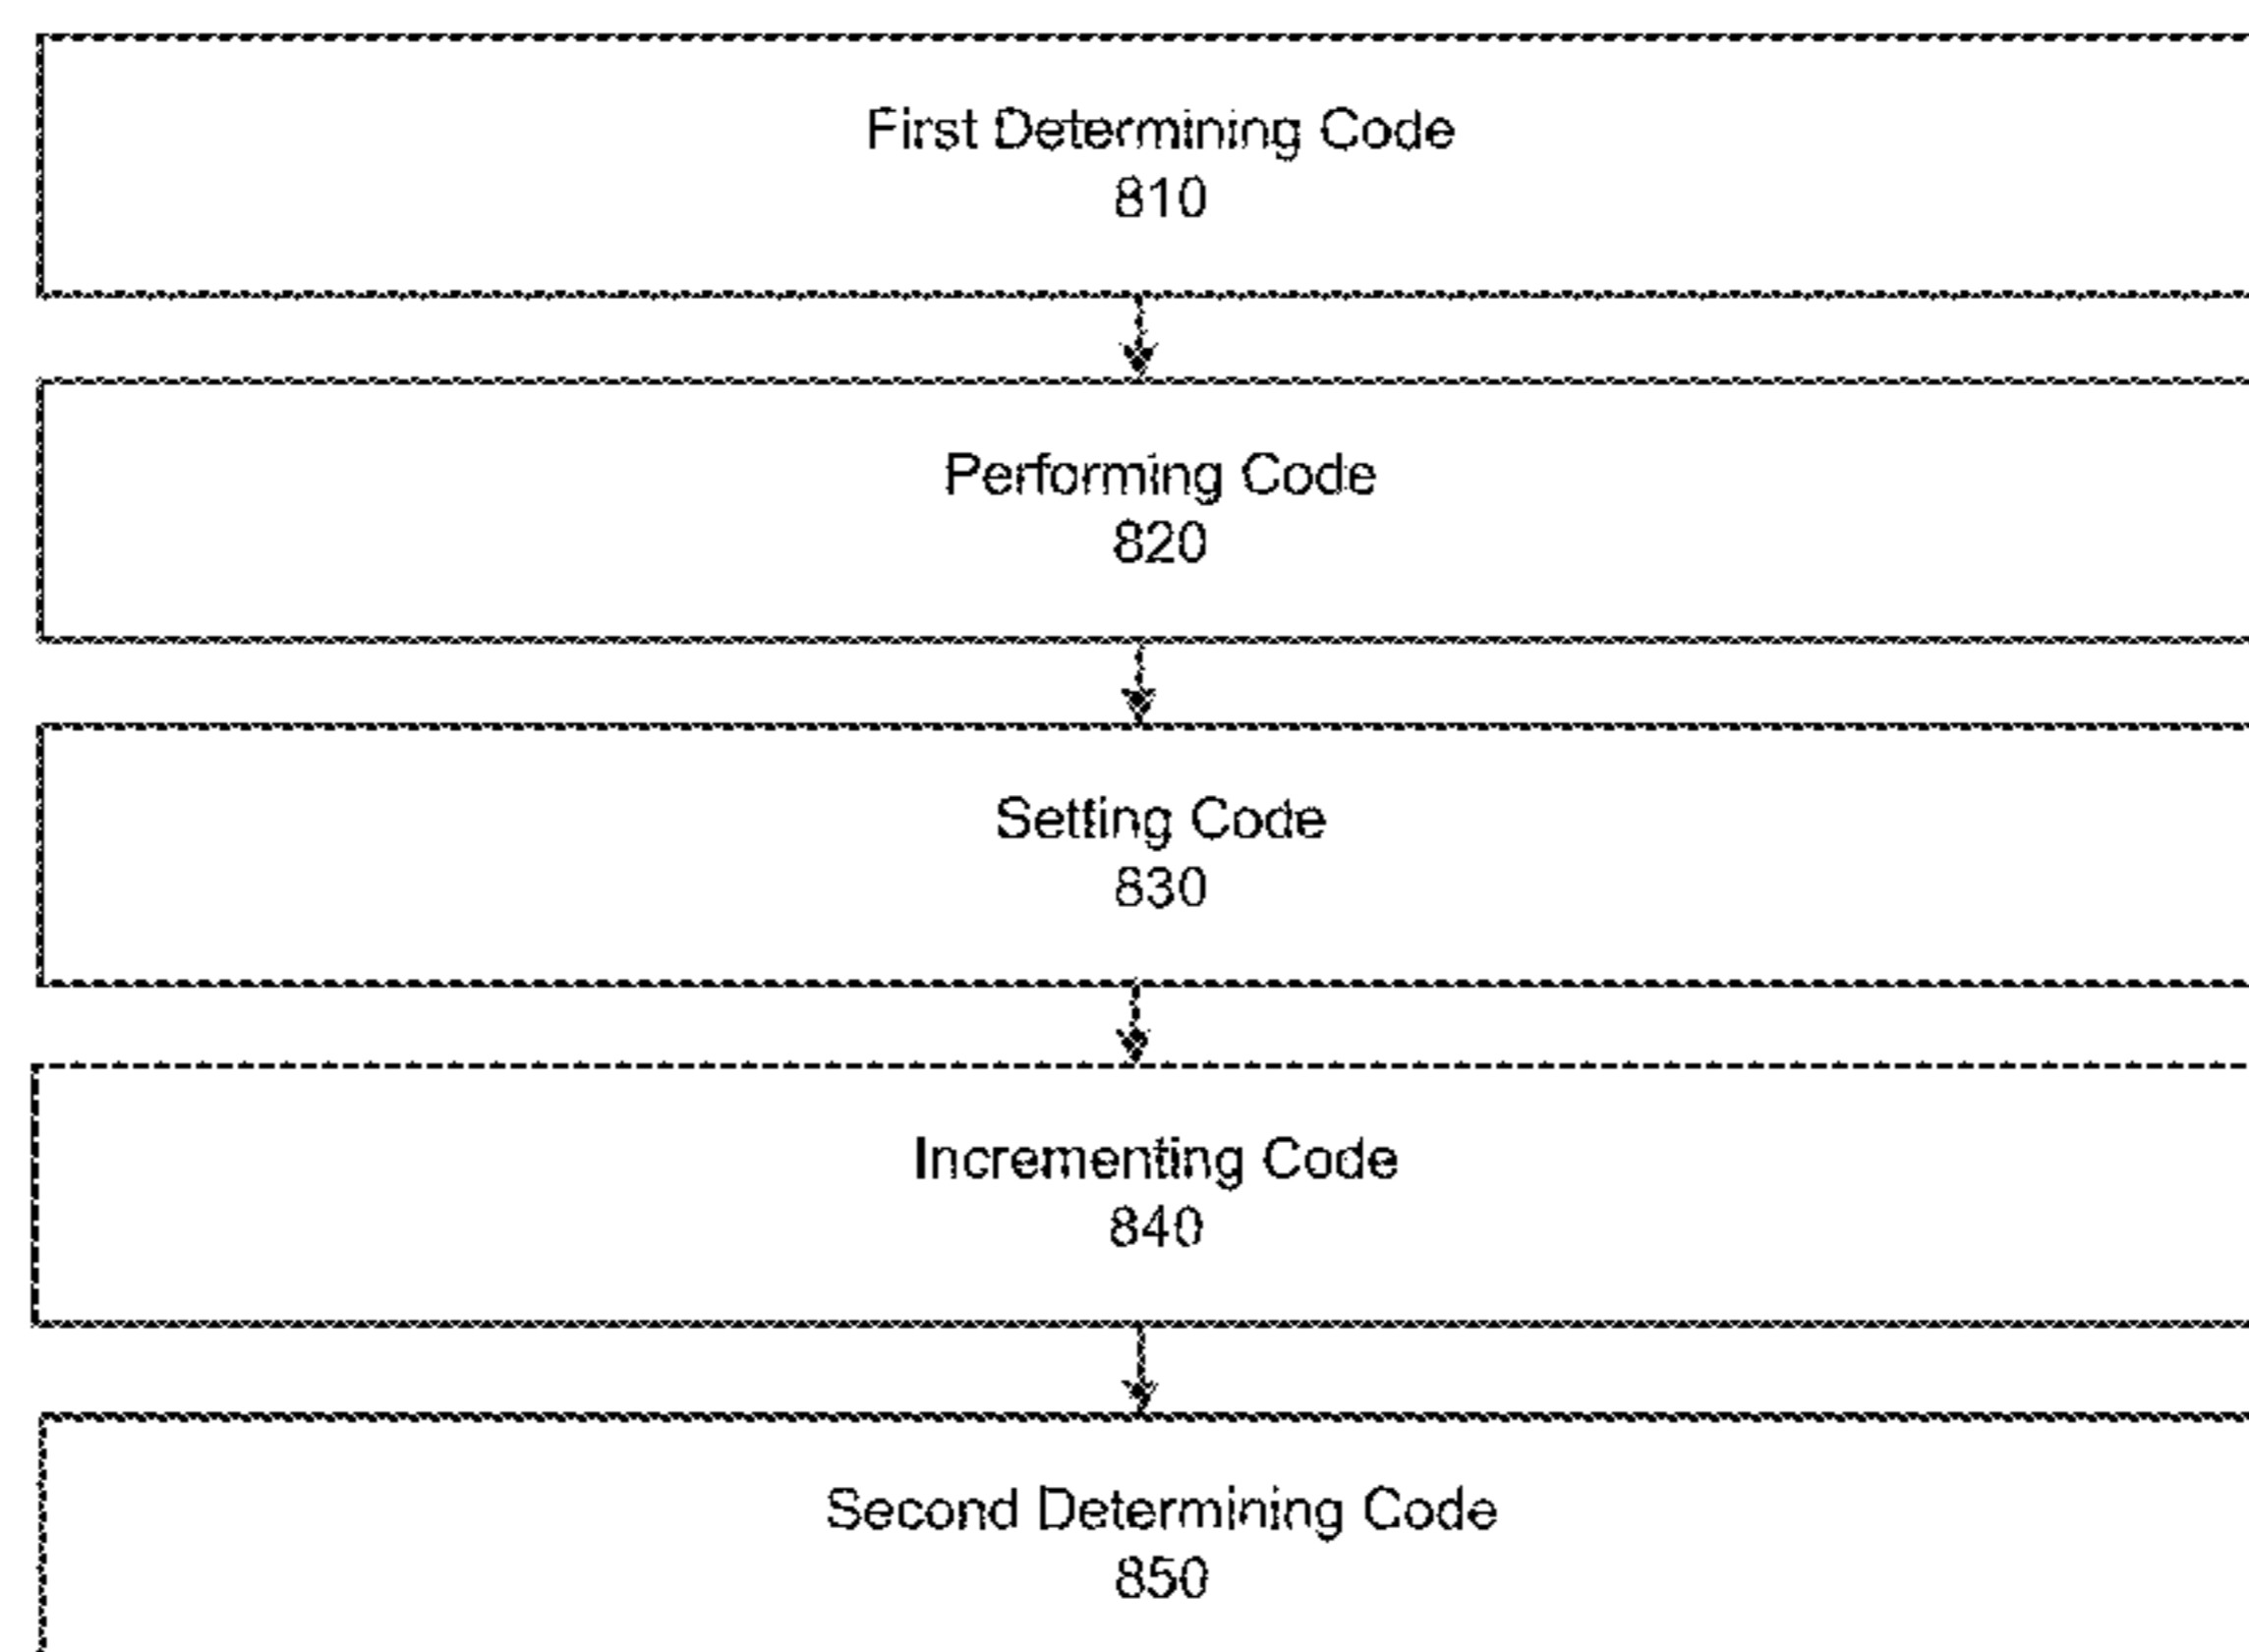 First Determining Code
810
Performing Code
820
Setting Code
830
Incrementing Code
840
Second Determining Code
850